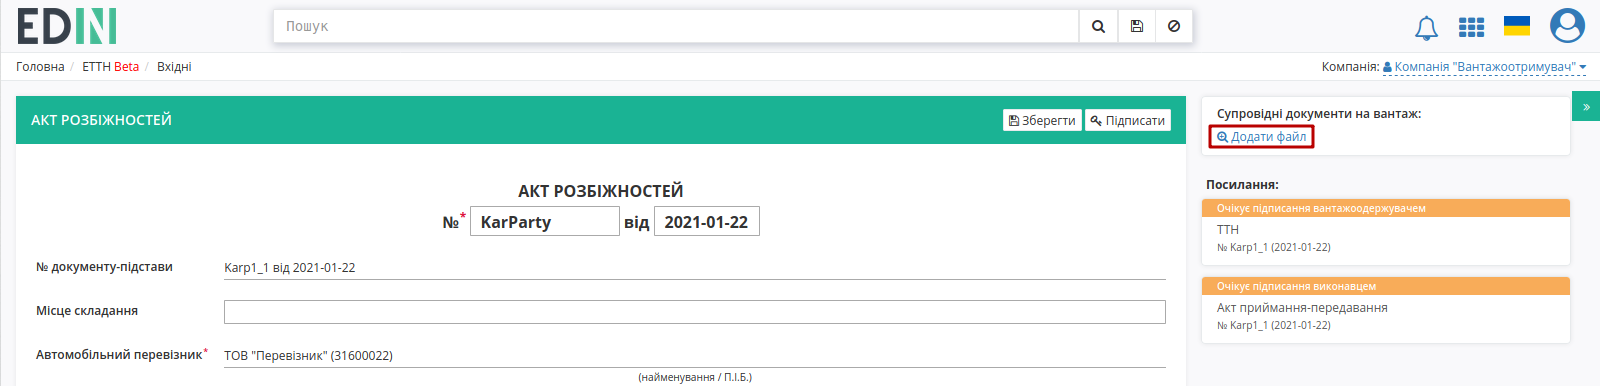 EDIN
Пошук
Головна / ЕТТН Beta / Вхідні
Компанія: Компанія "Вантажоотримувач"
АКТ РОЗБІЖНОСТЕЙ
Зберегти
Підписати
АКТ РОЗБІЖНОСТЕЙ
№* KarParty від 2021-01-22
№ документу-підстави Karp1_1 від 2021-01-22
Місце складання
Автомобільний перевізник* ТОВ "Перевізник" (31600022)
(найменування / П.І.Б.)
»
Супровідні документи на вантаж:
Додати файл
Посилання:
Очікує підписання вантажоодержувачем
ТТН
№ Karp1_1 (2021-01-22)
Очікує підписання виконавцем
Акт приймання-передавання
№ Karp1_1 (2021-01-22)